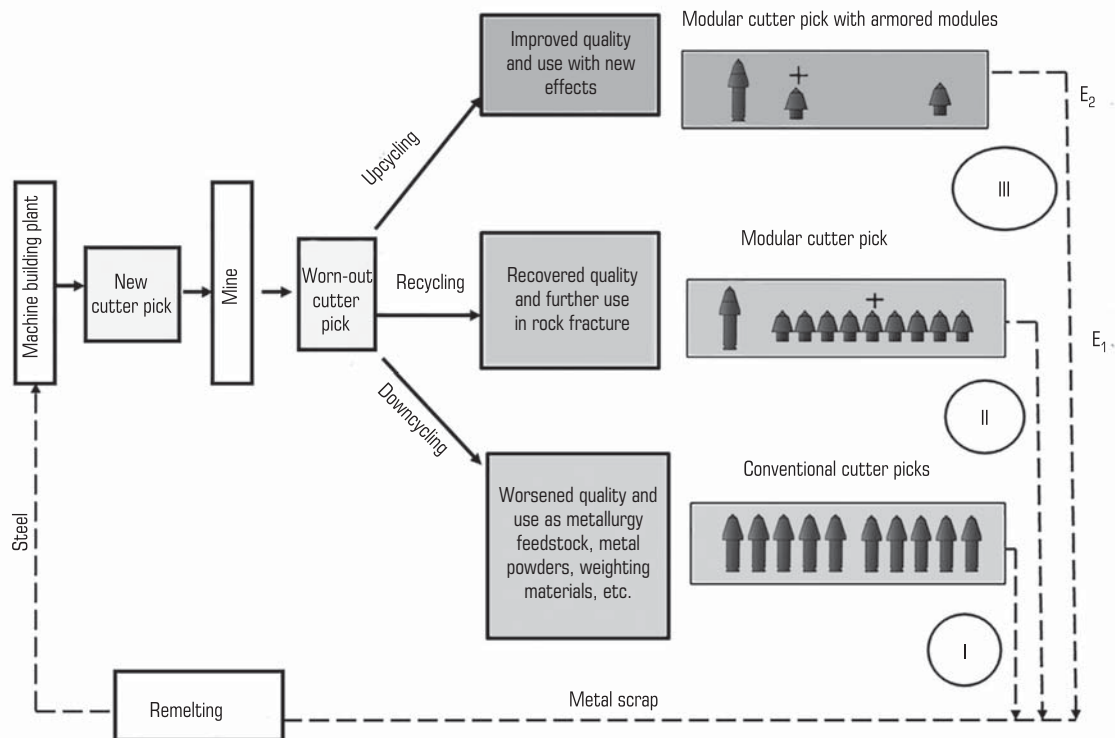 Modular cutter pick with armored modules
Improved quality
and use with new
effects
+
E2
Upcycling
III
Machine building plant
New
cutter pick
Mine
Worn-out
cutter
pick
Recycling
Recovered quality
and further use
in rock fracture
Modular cutter pick
+
E1
II
Downcycling
Worsened quality and
use as metallurgy
feedstock, metal
powders, weighting
materials, etc.
Conventional cutter picks
I
Steel
Remelting
Metal scrap